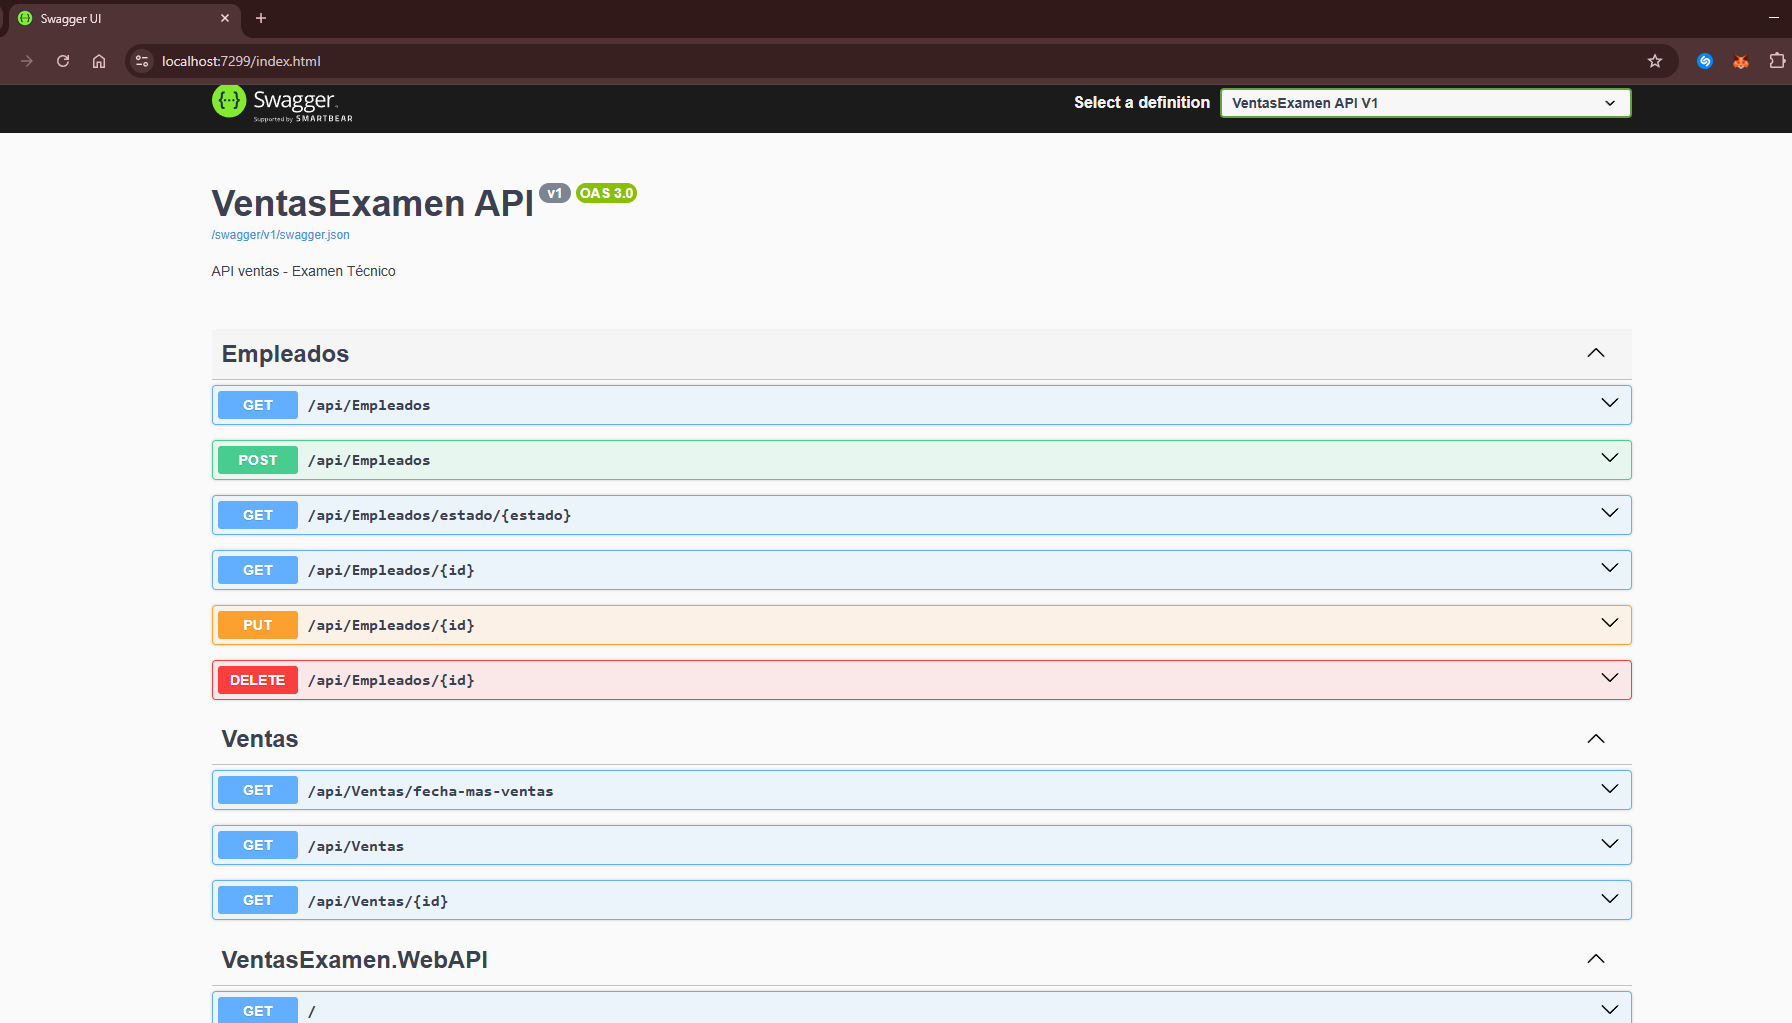 Swagger UI
localhost:7299/index.html
Swagger
Supported by SMARTBEAR
Select a definition
VentasExamen API V1
VentasExamen API v1 OAS 3.0
/swagger/v1/swagger.json
API ventas - Examen Técnico
Empleados
GET /api/Empleados
POST /api/Empleados
GET /api/Empleados/estado/{estado}
GET /api/Empleados/{id}
PUT /api/Empleados/{id}
DELETE /api/Empleados/{id}
Ventas
GET /api/Ventas/fecha-mas-ventas
GET /api/Ventas
GET /api/Ventas/{id}
VentasExamen.WebAPI
GET /